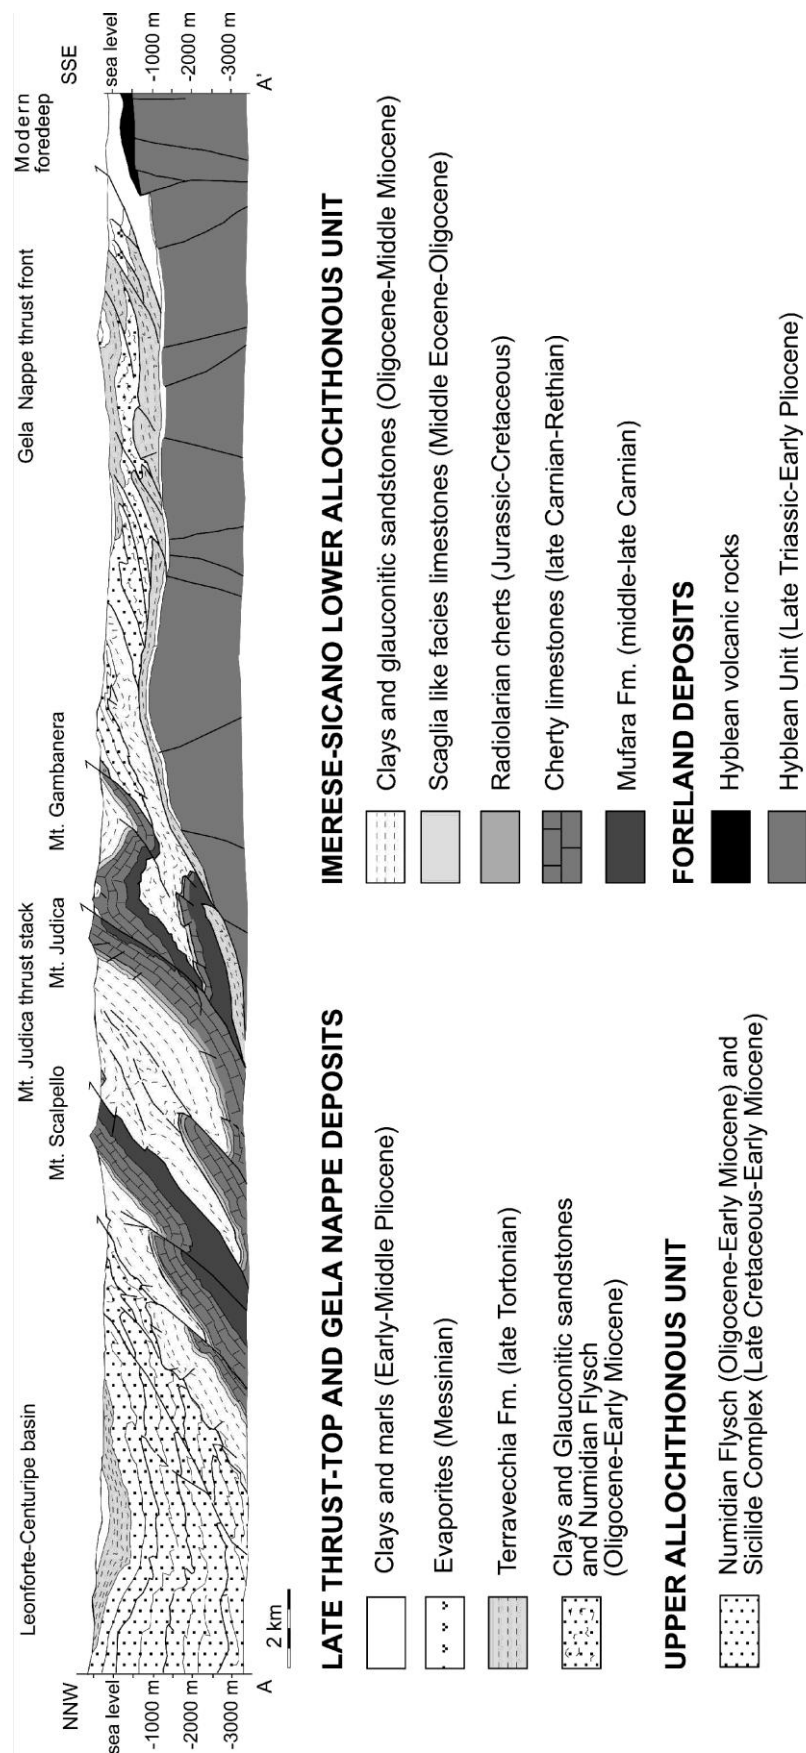 Leonforte-Centuripe basin
Mt. Judica thrust stack
Gela Nappe thrust front
Modern
foredeep
NNW
Mt. Scalpello
Mt. Judica
Mt. Gambanera
SSE
sea level
-1000 m
-2000 m
-3000 m
sea level
-1000 m
-2000 m
-3000 m
A
A'
2 km
LATE THRUST-TOP AND GELA NAPPE DEPOSITS
Clays and marls (Early-Middle Pliocene)
Evaporites (Messinian)
Terravecchia Fm. (late Tortonian)
Clays and Glauconitic sandstones
and Numidian Flysch
(Oligocene-Early Miocene)
UPPER ALLOCHTHONOUS UNIT
Numidian Flysch (Oligocene-Early Miocene) and
Sicilide Complex (Late Cretaceous-Early Miocene)
IMERESE-SICANO LOWER ALLOCHTHONOUS UNIT
Clays and glauconitic sandstones (Oligocene-Middle Miocene)
Scaglia like facies limestones (Middle Eocene-Oligocene)
Radiolarian cherts (Jurassic-Cretaceous)
Cherty limestones (late Carnian-Rethian)
Mufara Fm. (middle-late Carnian)
FORELAND DEPOSITS
Hyblean volcanic rocks
Hyblean Unit (Late Triassic-Early Pliocene)